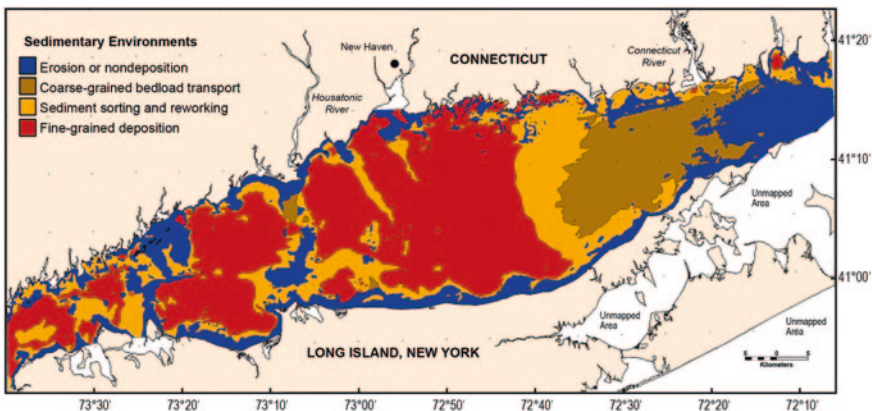 Sedimentary Environments
Erosion or nondeposition
Coarse-grained bedload transport
Sediment sorting and reworking
Fine-grained deposition
New Haven
CONNECTICUT
Connecticut
River
Housatonic
River
41°20'
41°10'
41°00'
Unmapped
Area
Unmapped
Area
Unmapped
Area
LONG ISLAND, NEW YORK
5 0 5
Kilometers
73°30' 73°20' 73°10' 73°00' 72°50' 72°40' 72°30' 72°20' 72°10'